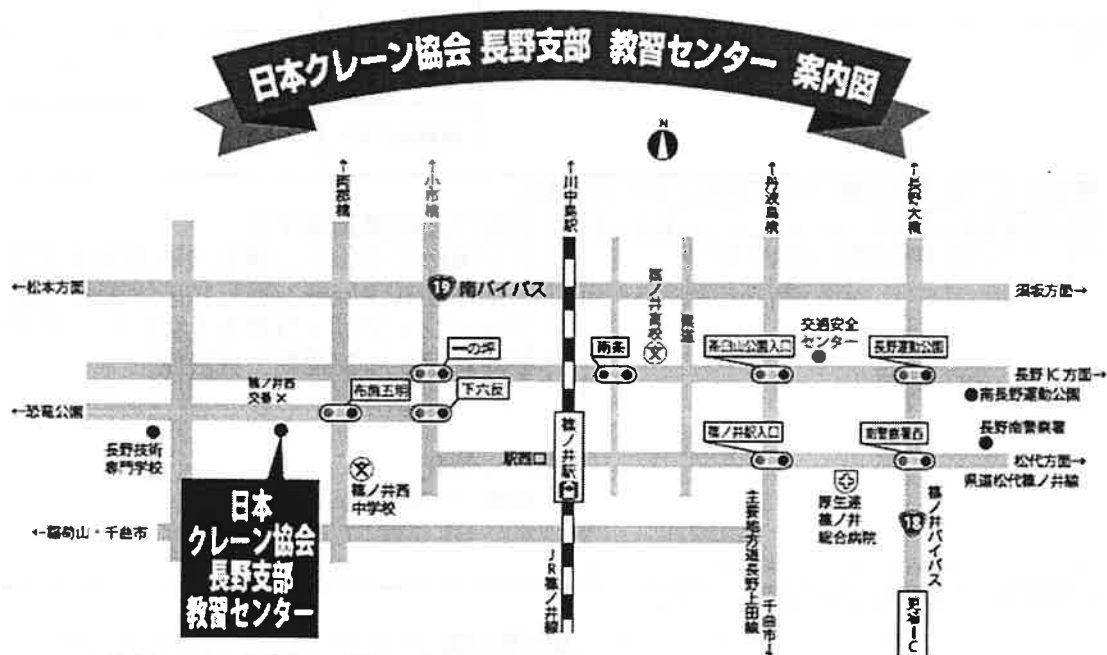 日本クレーン協会 長野支部 教習センター 案内図
N
↑西部橋
↑小市橋
↑川中島駅
↑丹波島橋
↑長野大橋
←松本方面
19 南バイパス
須坂方面→
篠ノ井高校
文
交通安全
センター
一の坪
南条
茶臼山公園入口
長野運動公園
長野IC方面→
南長野運動公園
篠ノ井西
交番 ×
布施五明
下六反
←恐竜公園
長野技術
専門学校
文
篠ノ井西
中学校
駅西口
篠ノ井駅
篠ノ井駅入口
南警察署西
長野南警察署
松代方面→
県道松代篠ノ井線
厚生連
篠ノ井
総合病院
日本
クレーン協会
長野支部
教習センター
←稲荷山・千曲市
JR篠ノ井線
主要地方道長野上田線
千曲市→
18
篠ノ井バイパス
更埴IC